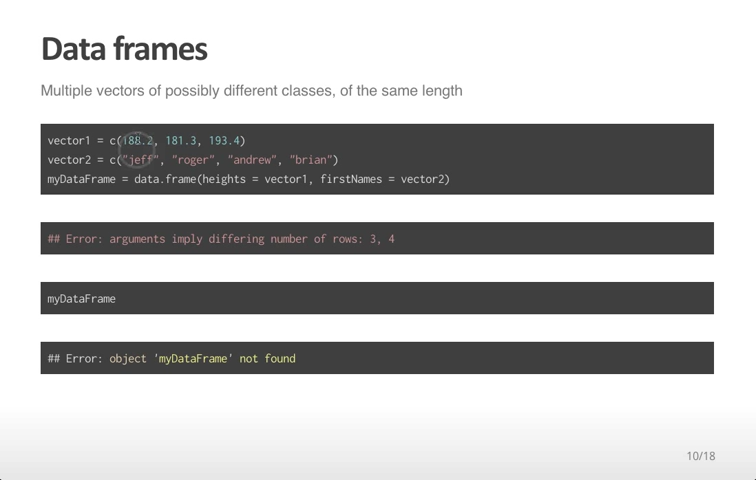 Data frames
Multiple vectors of possibly different classes, of the same length
vector1 = c(188.2, 181.3, 193.4)
vector2 = c("jeff", "roger", "andrew", "brian")
myDataFrame = data.frame(heights = vector1, firstNames = vector2)
## Error: arguments imply differing number of rows: 3, 4
myDataFrame
## Error: object 'myDataFrame' not found
10/18